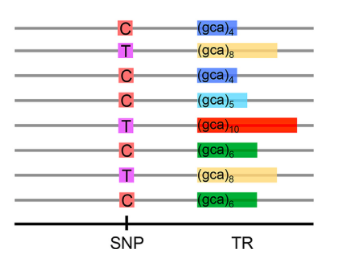 C (gca)₄
T (gca)₈
C (gca)₄
C (gca)₅
T (gca)₁₀
C (gca)₆
T (gca)₈
C (gca)₆
SNP TR